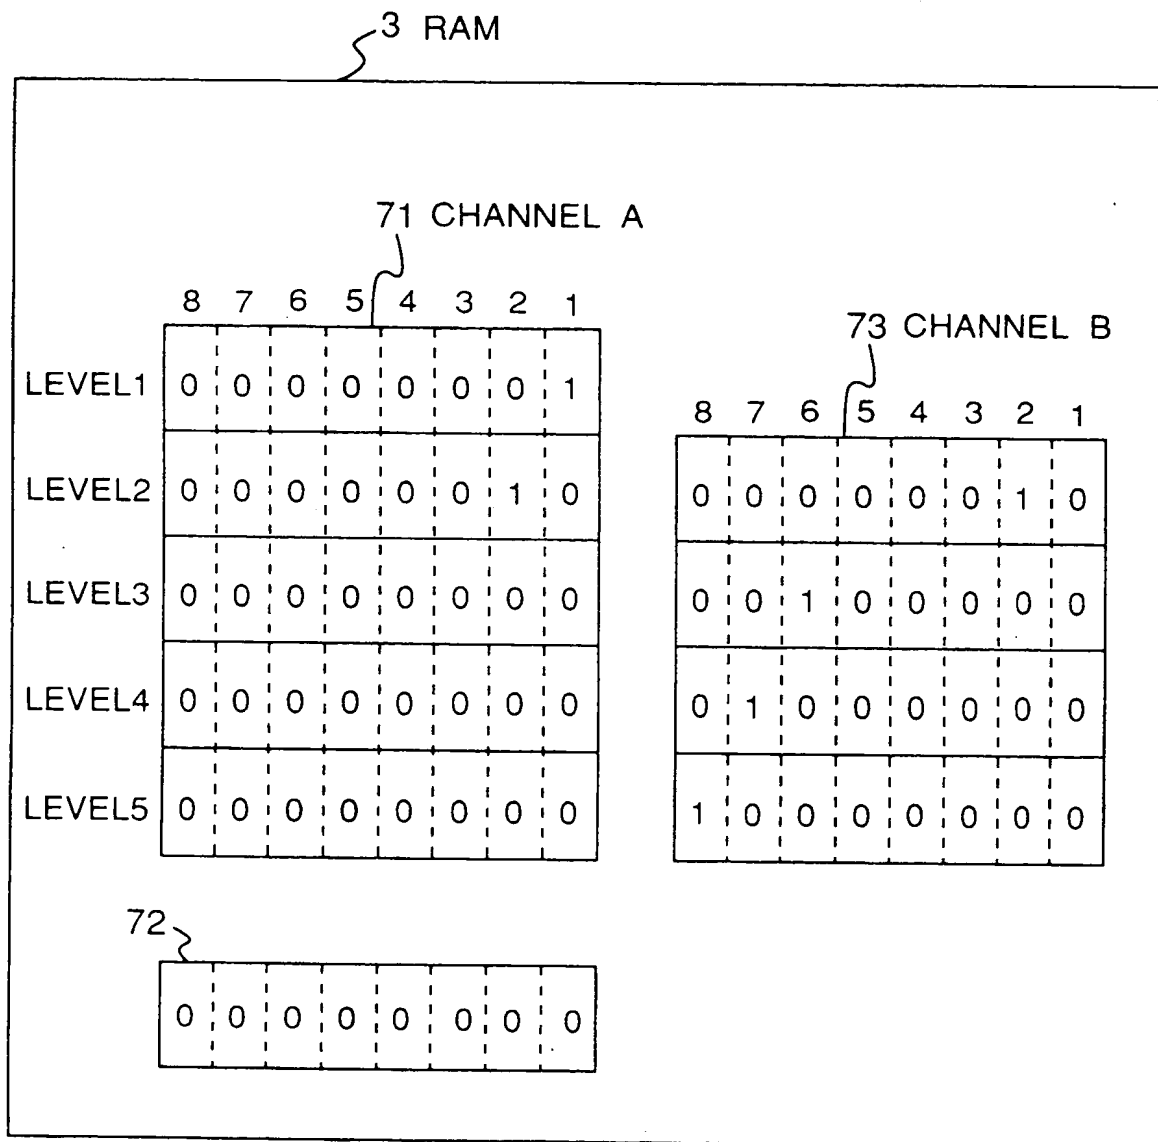 3 RAM
71 CHANNEL A
8 7 6 5 4 3 2 1
73 CHANNEL B
LEVEL1 0 0 0 0 0 0 0 1
8 7 6 5 4 3 2 1
LEVEL2 0 0 0 0 0 0 1 0
0 0 0 0 0 0 1 0
LEVEL3 0 0 0 0 0 0 0 0
0 0 1 0 0 0 0 0
LEVEL4 0 0 0 0 0 0 0 0
0 1 0 0 0 0 0 0
LEVEL5 0 0 0 0 0 0 0 0
1 0 0 0 0 0 0 0
72
0 0 0 0 0 0 0 0